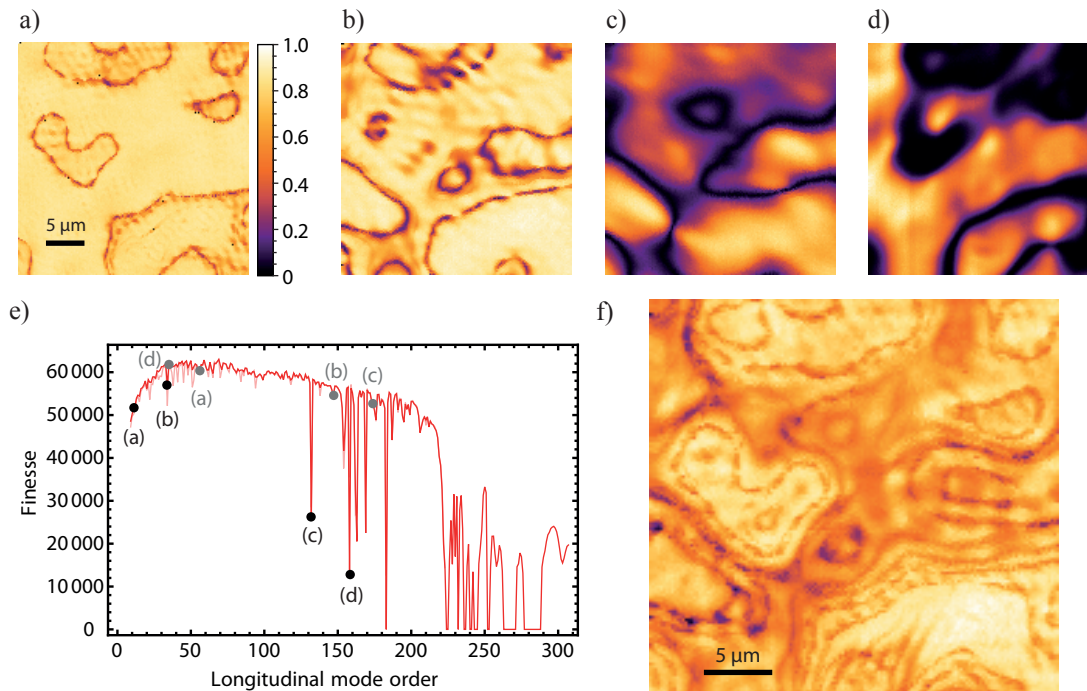 a)
b)
c)
d)
1.0
0.8
0.6
0.4
0.2
0
5 µm
e)
f)
60 000
50 000
40 000
30 000
20 000
10 000
0
Finesse
(d)
(b)
(a)
(a)
(b)
(c)
(c)
(d)
0 50 100 150 200 250 300
Longitudinal mode order
5 µm